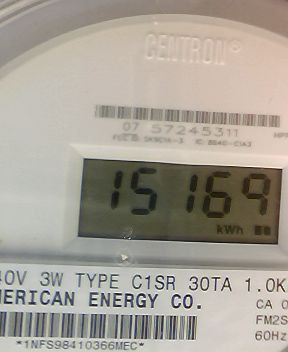 CENTRON®
07 57245311
15169
kWh
40V 3W TYPE C1SR 30TA 1.0K
MERICAN ENERGY CO.
CA 0
FM2S
60Hz
*1NFS98410366MEC*